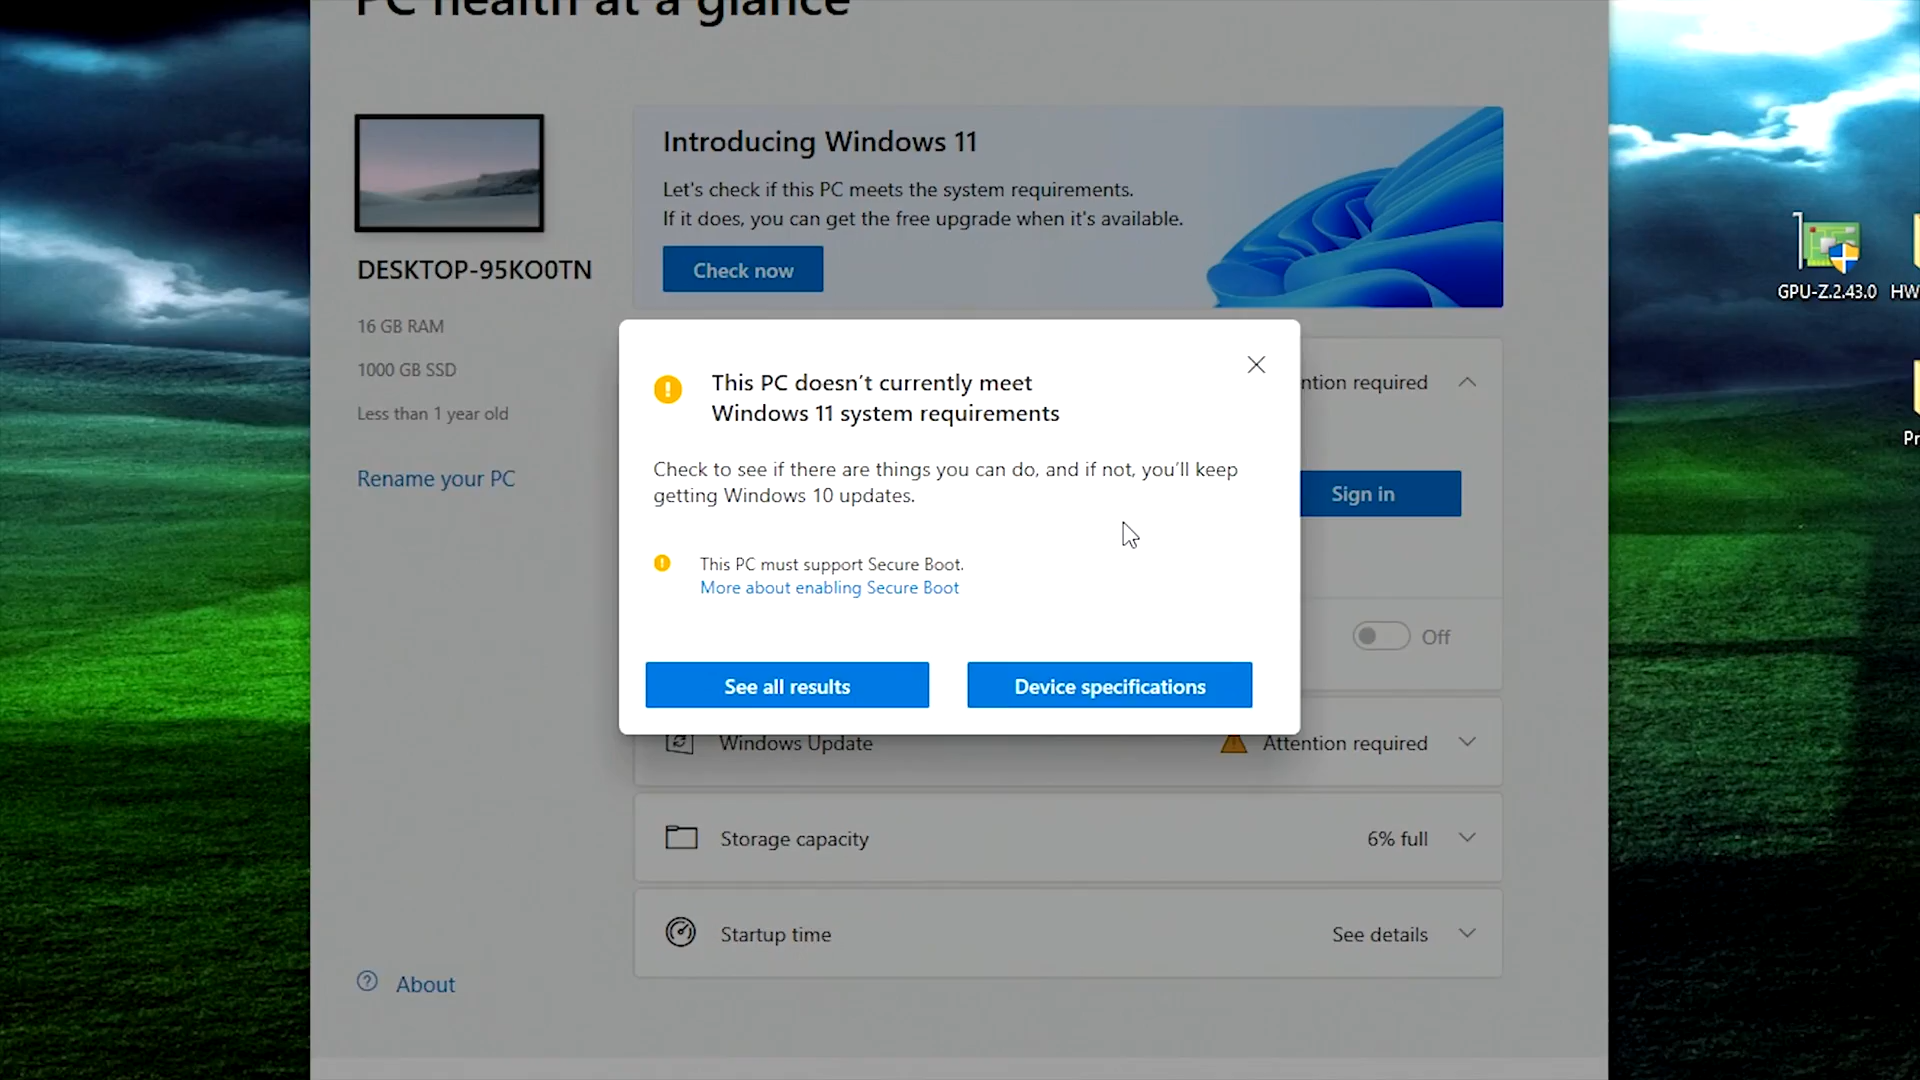 PC health at a glance
Introducing Windows 11
Let's check if this PC meets the system requirements.
If it does, you can get the free upgrade when it's available.
Check now
DESKTOP-95KO0TN
16 GB RAM
1000 GB SSD
Less than 1 year old
Rename your PC
GPU-Z.2.43.0
HW
This PC doesn't currently meet
Windows 11 system requirements
ntion required
Check to see if there are things you can do, and if not, you'll keep
getting Windows 10 updates.
Sign in
Pr
This PC must support Secure Boot.
More about enabling Secure Boot
Off
See all results
Device specifications
Windows Update
Attention required
Storage capacity
6% full
Startup time
See details
About